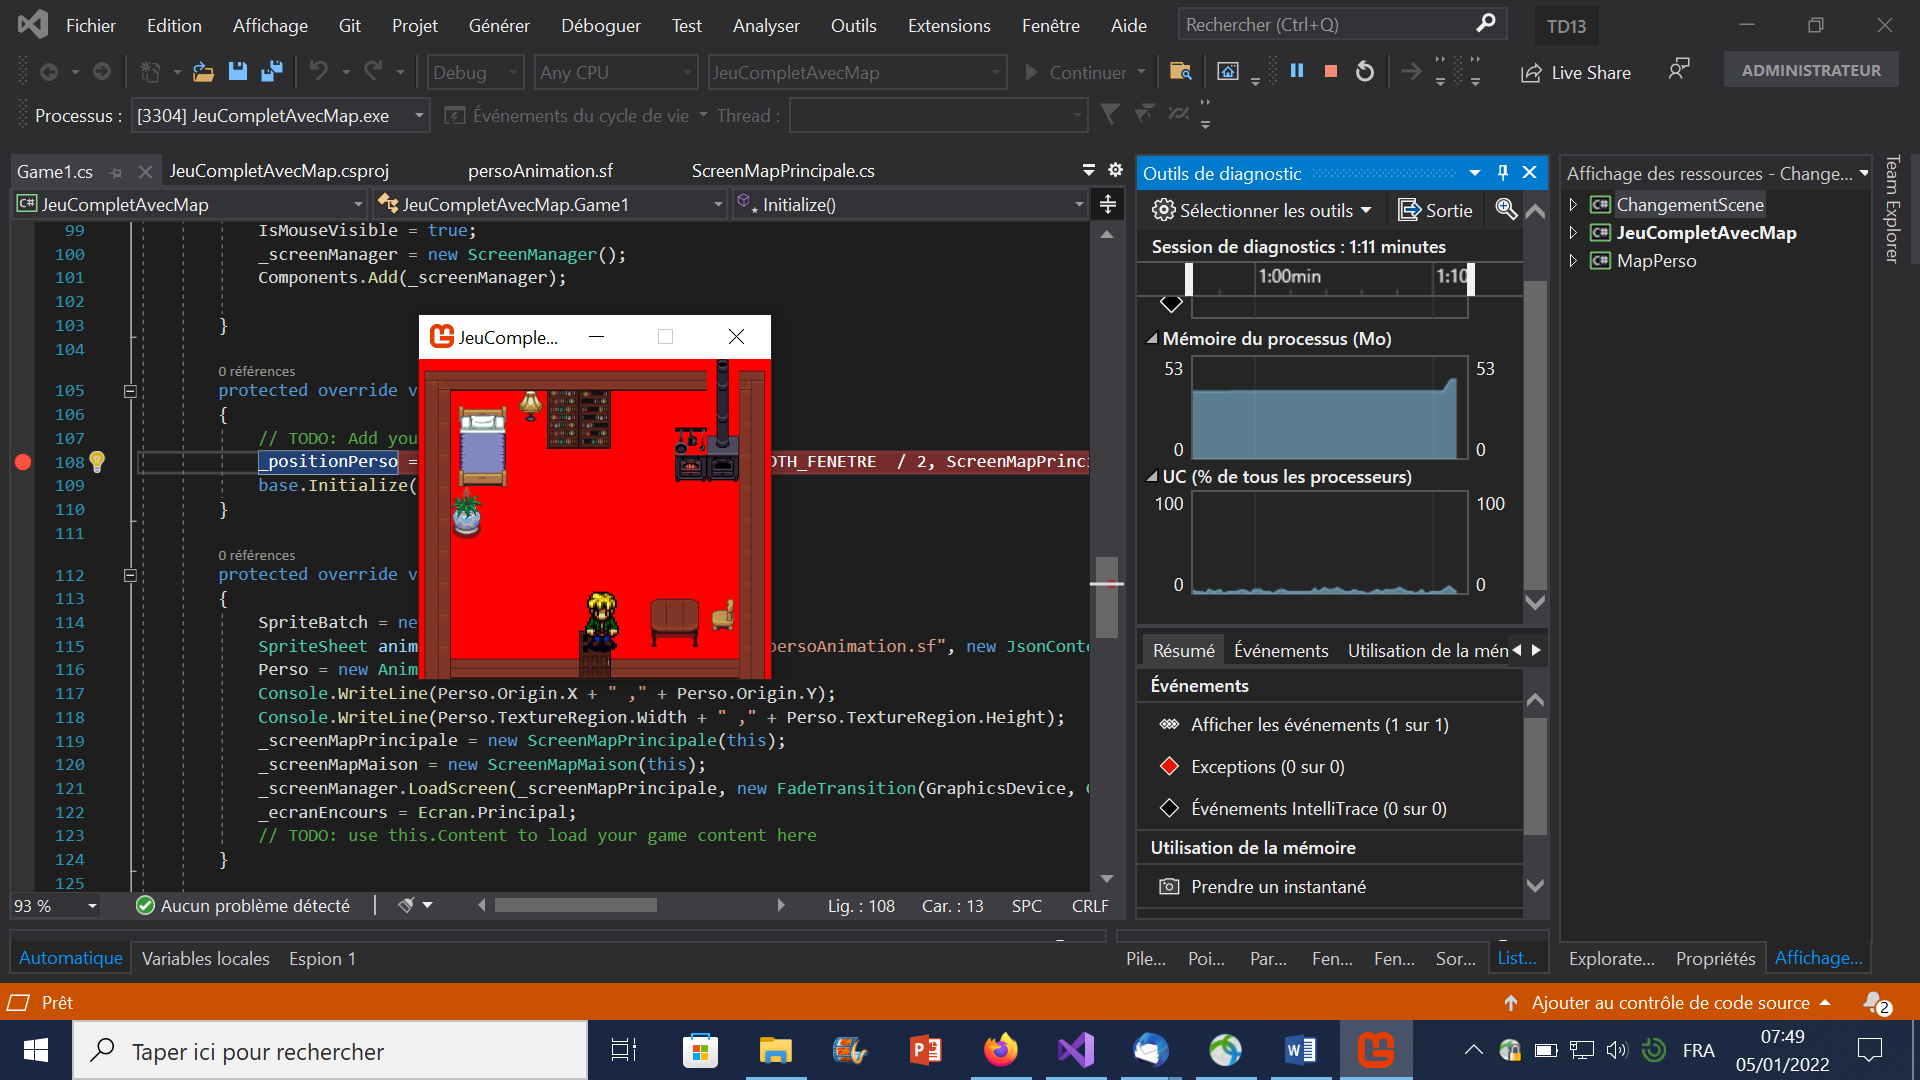 Fichier Edition Affichage Git Projet Générer Déboguer Test Analyser Outils Extensions Fenêtre Aide Rechercher (Ctrl+Q) TD13
Debug Any CPU JeuCompletAvecMap Continuer Live Share ADMINISTRATEUR
Processus : [3304] JeuCompletAvecMap.exe Événements du cycle de vie Thread :
Game1.cs JeuCompletAvecMap.csproj persoAnimation.sf ScreenMapPrincipale.cs
JeuCompletAvecMap JeuCompletAvecMap.Game1 Initialize()
99 IsMouseVisible = true;
100 _screenManager = new ScreenManager();
101 Components.Add(_screenManager);
102
103 }
104
0 références
105 protected override v
106 {
107 // TODO: Add you
108 _positionPerso = DTH_FENETRE / 2, ScreenMapPrinci
109 base.Initialize(
110 }
111
0 références
112 protected override v
113 {
114 SpriteBatch = ne
115 SpriteSheet anim persoAnimation.sf", new JsonConte
116 Perso = new Anim
117 Console.WriteLine(Perso.Origin.X + " ," + Perso.Origin.Y);
118 Console.WriteLine(Perso.TextureRegion.Width + " ," + Perso.TextureRegion.Height);
119 _screenMapPrincipale = new ScreenMapPrincipale(this);
120 _screenMapMaison = new ScreenMapMaison(this);
121 _screenManager.LoadScreen(_screenMapPrincipale, new FadeTransition(GraphicsDevice,
122 _ecranEncours = Ecran.Principal;
123 // TODO: use this.Content to load your game content here
124 }
125
JeuComple...
93 % Aucun problème détecté Lig. : 108 Car. : 13 SPC CRLF
Outils de diagnostic
Sélectionner les outils Sortie
Session de diagnostics : 1:11 minutes
1:00min 1:10
Mémoire du processus (Mo)
53 53
0 0
UC (% de tous les processeurs)
100 100
0 0
Résumé Événements Utilisation de la mém
Événements
Afficher les événements (1 sur 1)
Exceptions (0 sur 0)
Événements IntelliTrace (0 sur 0)
Utilisation de la mémoire
Prendre un instantané
Affichage des ressources - Change...
ChangementScene
JeuCompletAvecMap
MapPerso
Team Explorer
Automatique Variables locales Espion 1
Pile... Poi... Par... Fen... Fen... Sor... List...
Explorate... Propriétés Affichage...
Prêt Ajouter au contrôle de code source 2
Taper ici pour rechercher
FRA 07:49
05/01/2022